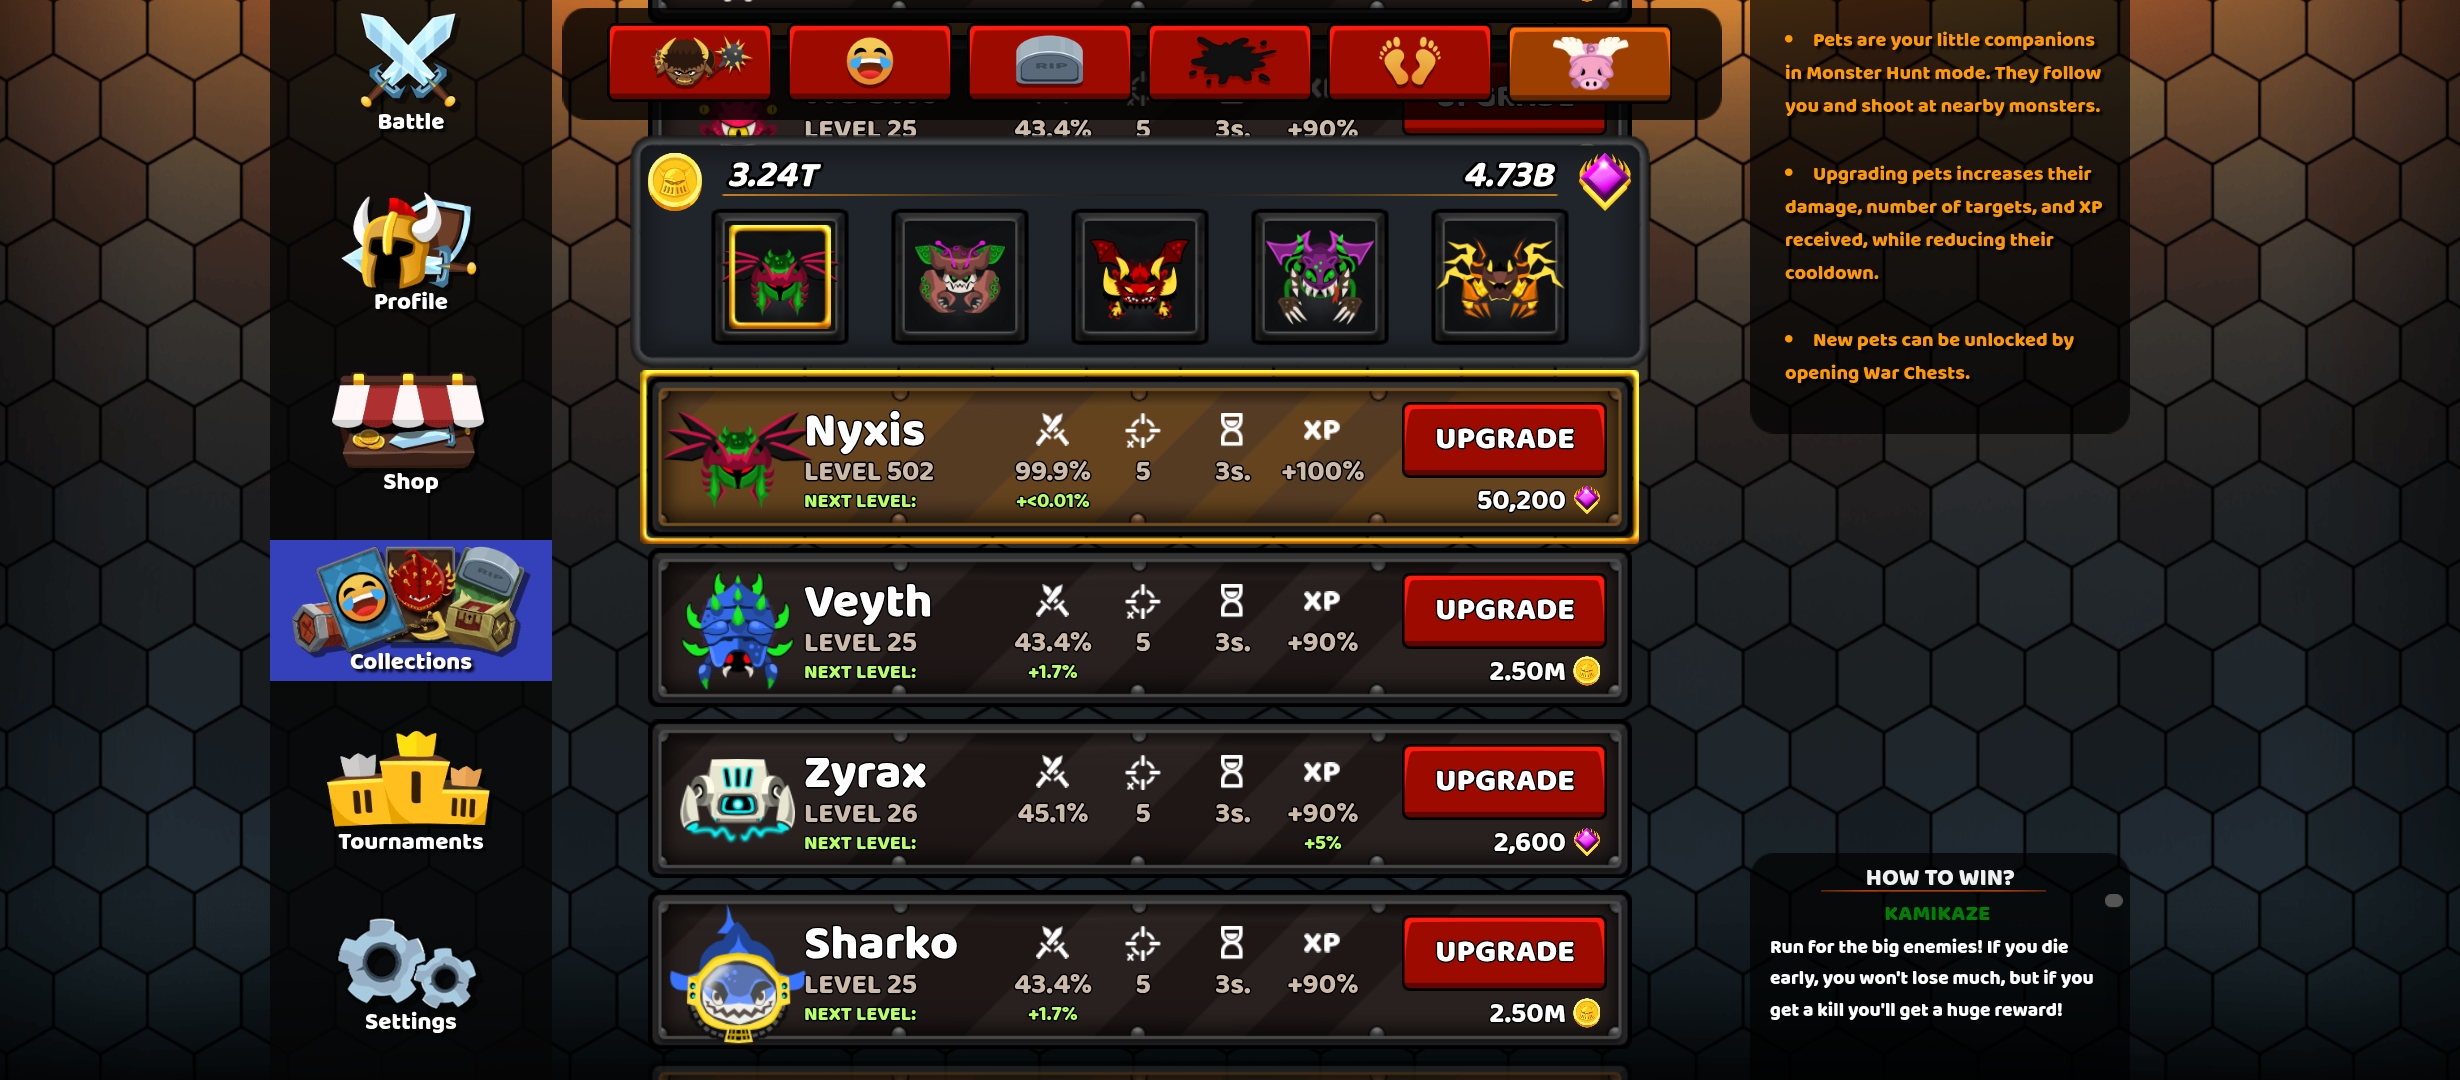 Battle
Profile
Shop
Collections
Tournaments
Settings
RIP
LEVEL 25 43.4% 5 3s. +90%
3.24T 4.73B
Nyxis XP UPGRADE
LEVEL 502 99.9% 5 3s. +100%
NEXT LEVEL: +<0.01% 50,200
Veyth XP UPGRADE
LEVEL 25 43.4% 5 3s. +90%
NEXT LEVEL: +1.7% 2.50M
Zyrax XP UPGRADE
LEVEL 26 45.1% 5 3s. +90%
NEXT LEVEL: +5% 2,600
Sharko XP UPGRADE
LEVEL 25 43.4% 5 3s. +90%
NEXT LEVEL: +1.7% 2.50M
• Pets are your little companions
in Monster Hunt mode. They follow
you and shoot at nearby monsters.
• Upgrading pets increases their
damage, number of targets, and XP
received, while reducing their
cooldown.
• New pets can be unlocked by
opening War Chests.
HOW TO WIN?
KAMIKAZE
Run for the big enemies! If you die
early, you won't lose much, but if you
get a kill you'll get a huge reward!